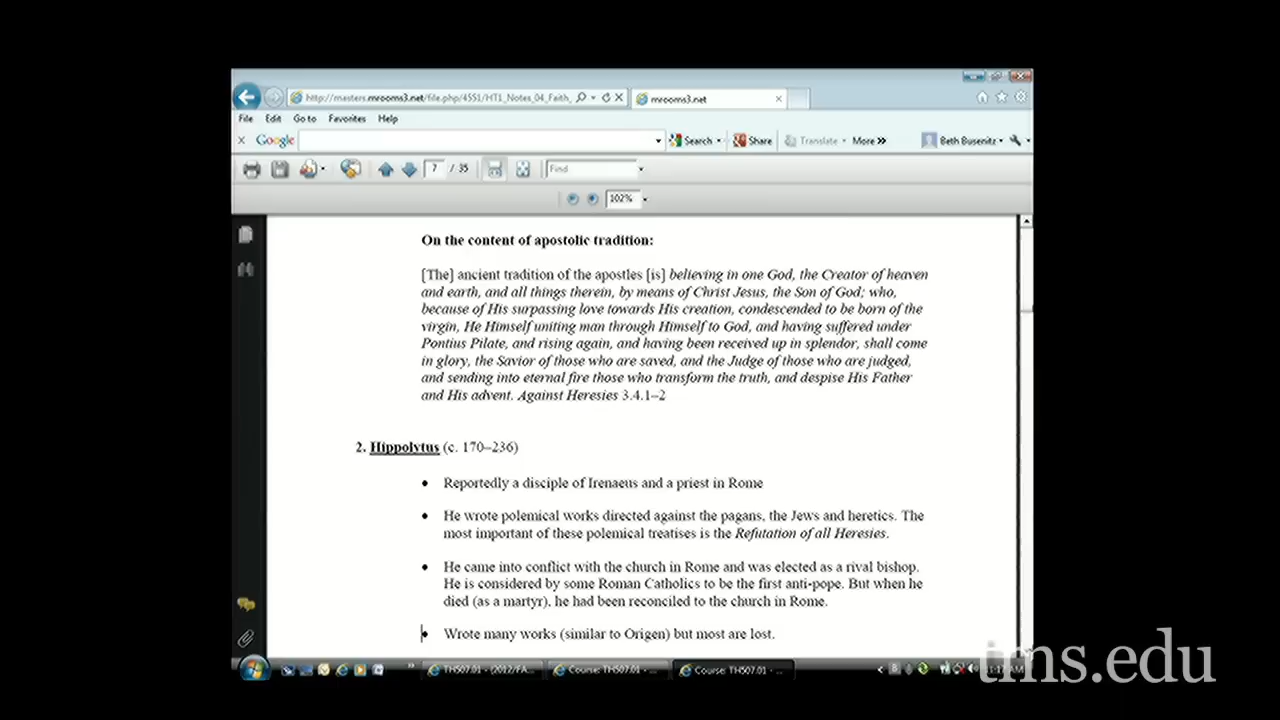 http://masters.mrooms3.net/file.php/4551/HT1_Notes_04_Faith_
mrooms3.net
File Edit Go to Favorites Help
x Google Search Share Translate More » Beth Busenitz
7 / 35 Find
102%
On the content of apostolic tradition:
[The] ancient tradition of the apostles [is] believing in one God, the Creator of heaven
and earth, and all things therein, by means of Christ Jesus, the Son of God; who,
because of His surpassing love towards His creation, condescended to be born of the
virgin, He Himself uniting man through Himself to God, and having suffered under
Pontius Pilate, and rising again, and having been received up in splendor, shall come
in glory, the Savior of those who are saved, and the Judge of those who are judged,
and sending into eternal fire those who transform the truth, and despise His Father
and His advent. Against Heresies 3.4.1–2
2. Hippolytus (c. 170–236)
• Reportedly a disciple of Irenaeus and a priest in Rome
• He wrote polemical works directed against the pagans, the Jews and heretics. The
most important of these polemical treatises is the Refutation of all Heresies.
• He came into conflict with the church in Rome and was elected as a rival bishop.
He is considered by some Roman Catholics to be the first anti-pope. But when he
died (as a martyr), he had been reconciled to the church in Rome.
• Wrote many works (similar to Origen) but most are lost.
TH507.01 - (2012/FA... Course: TH507.01 - ... Course: TH507.01 - ...
tms.edu